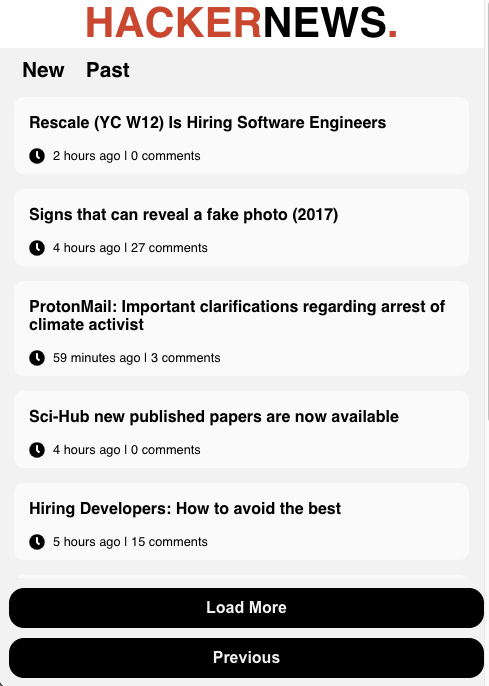 HACKERNEWS.
New Past
Rescale (YC W12) Is Hiring Software Engineers
2 hours ago | 0 comments
Signs that can reveal a fake photo (2017)
4 hours ago | 27 comments
ProtonMail: Important clarifications regarding arrest of
climate activist
59 minutes ago | 3 comments
Sci-Hub new published papers are now available
4 hours ago | 0 comments
Hiring Developers: How to avoid the best
5 hours ago | 15 comments
Load More
Previous